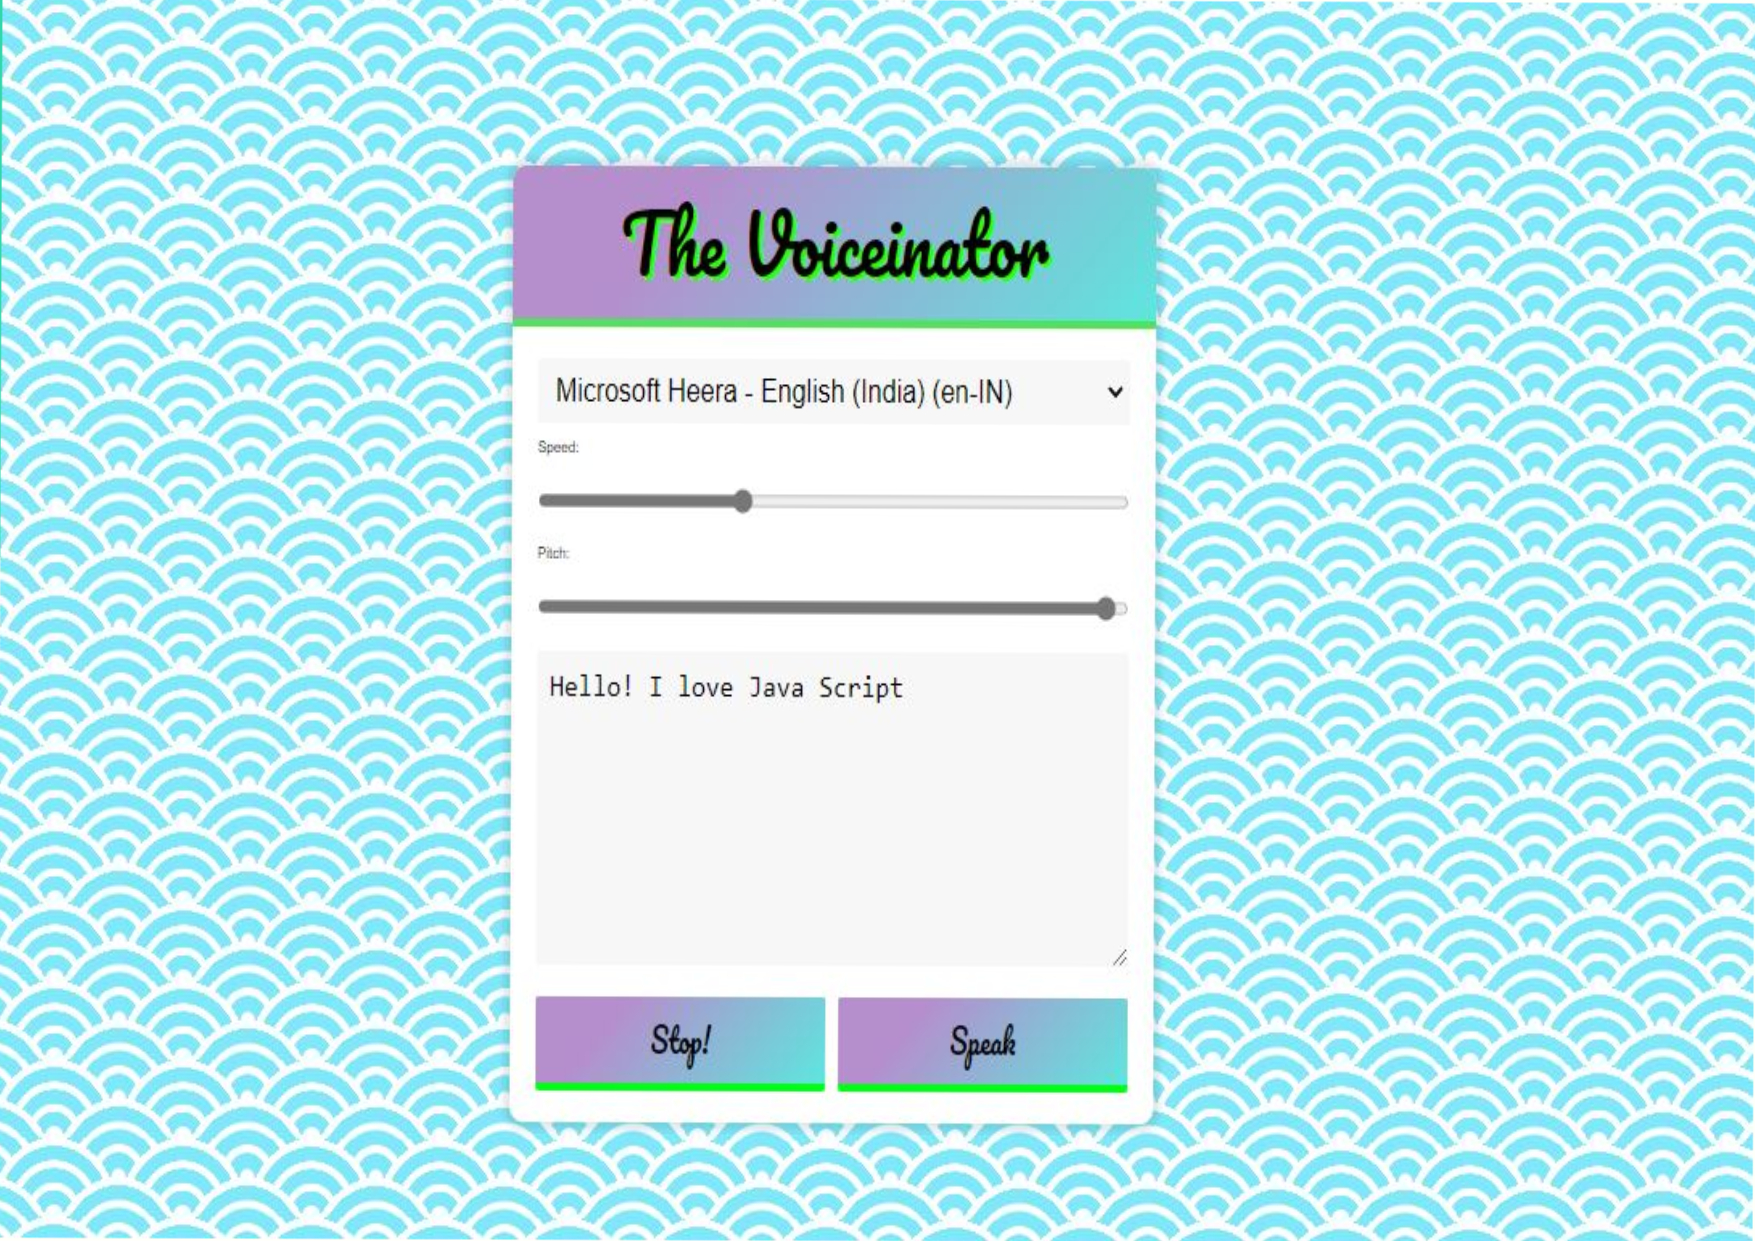 The Voiceinator
Microsoft Heera - English (India) (en-IN)
Speed:
Pitch:
Hello! I love Java Script
Stop!
Speak